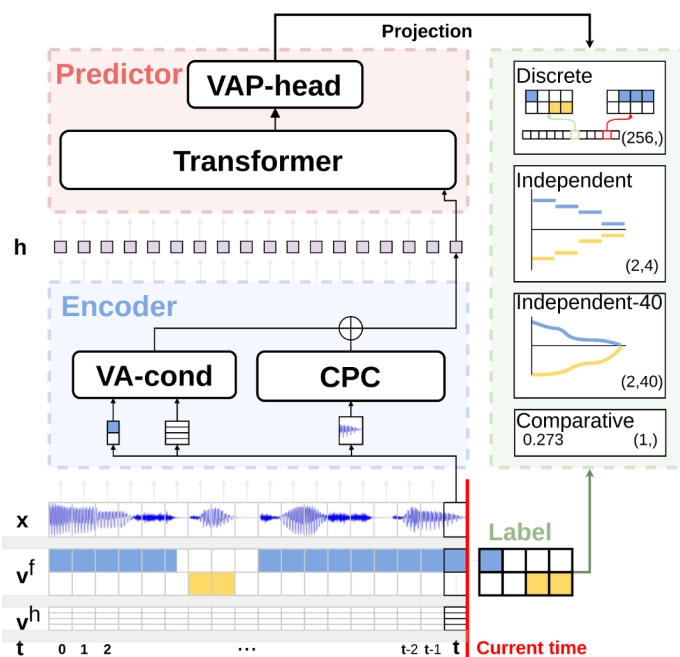 Projection
Predictor
VAP-head
Transformer
h
Encoder
VA-cond
CPC
Discrete
(256,)
Independent
(2,4)
Independent-40
(2,40)
Comparative
0.273 (1,)
x
v^f
v^h
t 0 1 2 ... t-2 t-1 t
Label
Current time